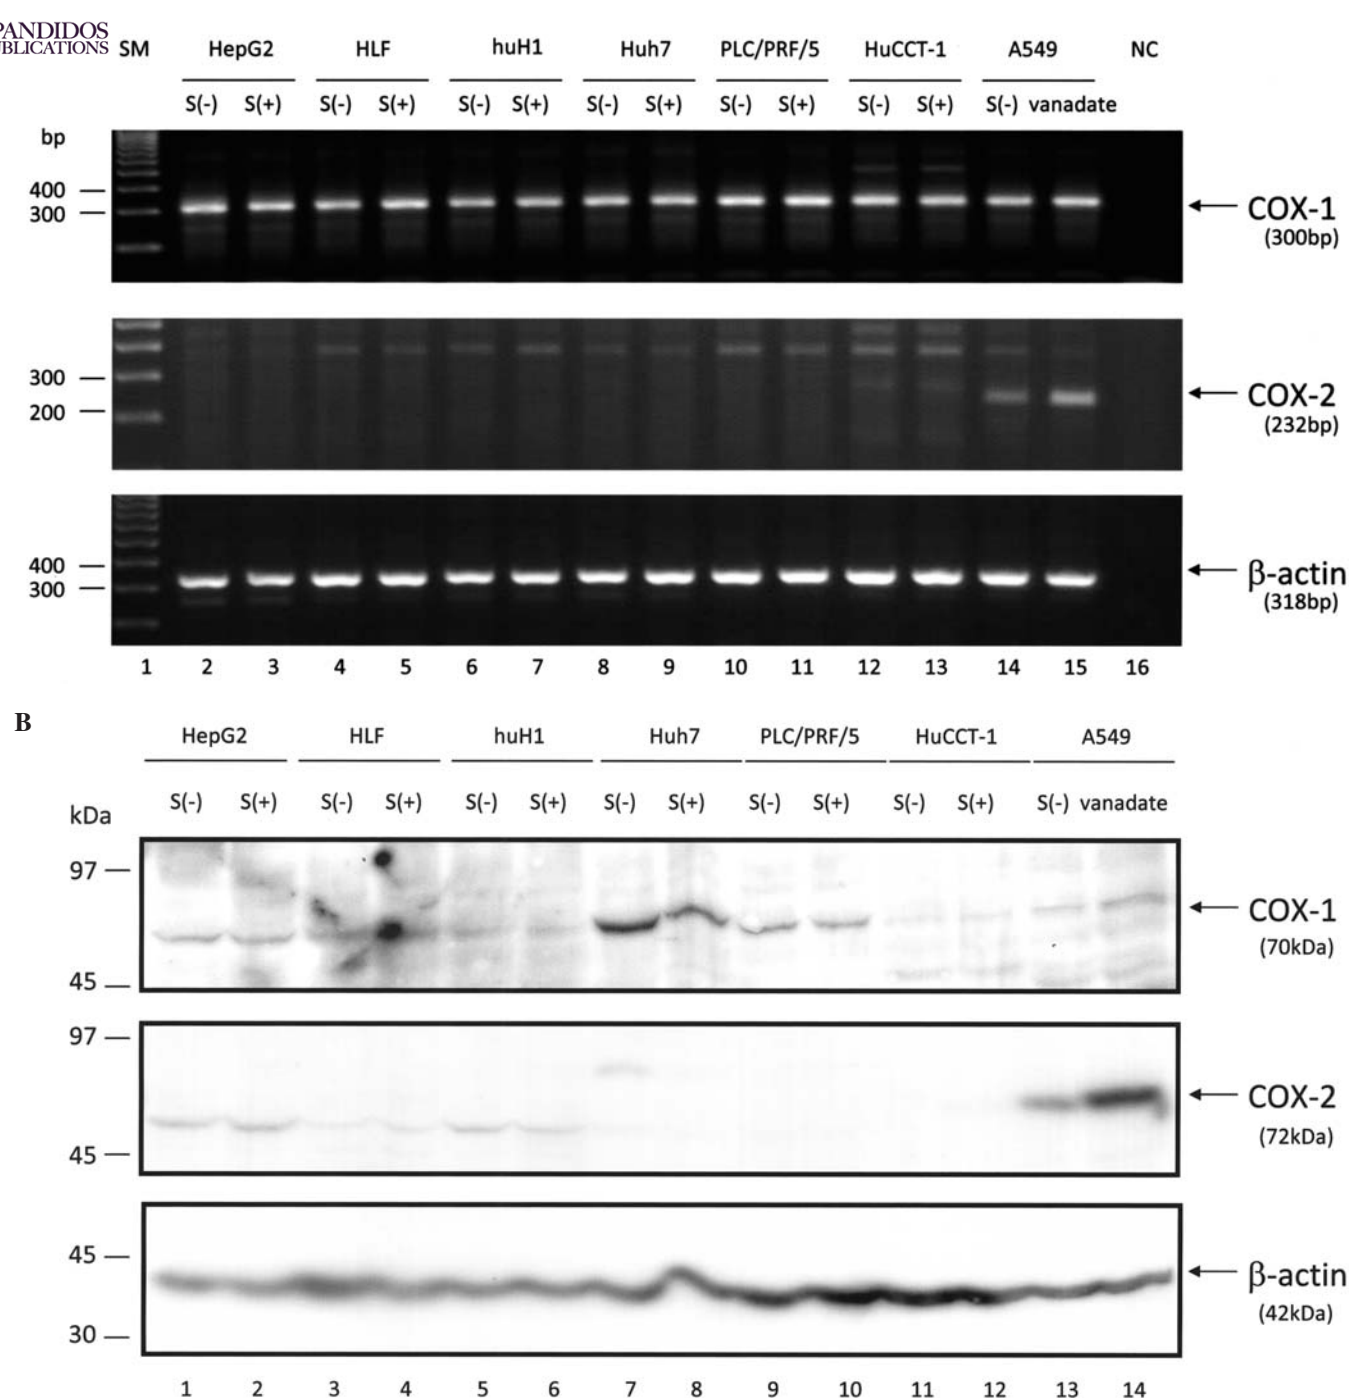 PANDIDOS
UBLICATIONS
SM HepG2 HLF huH1 Huh7 PLC/PRF/5 HuCCT-1 A549 NC
S(-) S(+) S(-) S(+) S(-) S(+) S(-) S(+) S(-) S(+) S(-) S(+) S(-) vanadate
bp
400
300
COX-1
(300bp)
300
200
COX-2
(232bp)
400
300
β-actin
(318bp)
1 2 3 4 5 6 7 8 9 10 11 12 13 14 15 16
B
HepG2 HLF huH1 Huh7 PLC/PRF/5 HuCCT-1 A549
S(-) S(+) S(-) S(+) S(-) S(+) S(-) S(+) S(-) S(+) S(-) S(+) S(-) vanadate
kDa
97
COX-1
(70kDa)
45
97
COX-2
(72kDa)
45
45
β-actin
(42kDa)
30
1 2 3 4 5 6 7 8 9 10 11 12 13 14